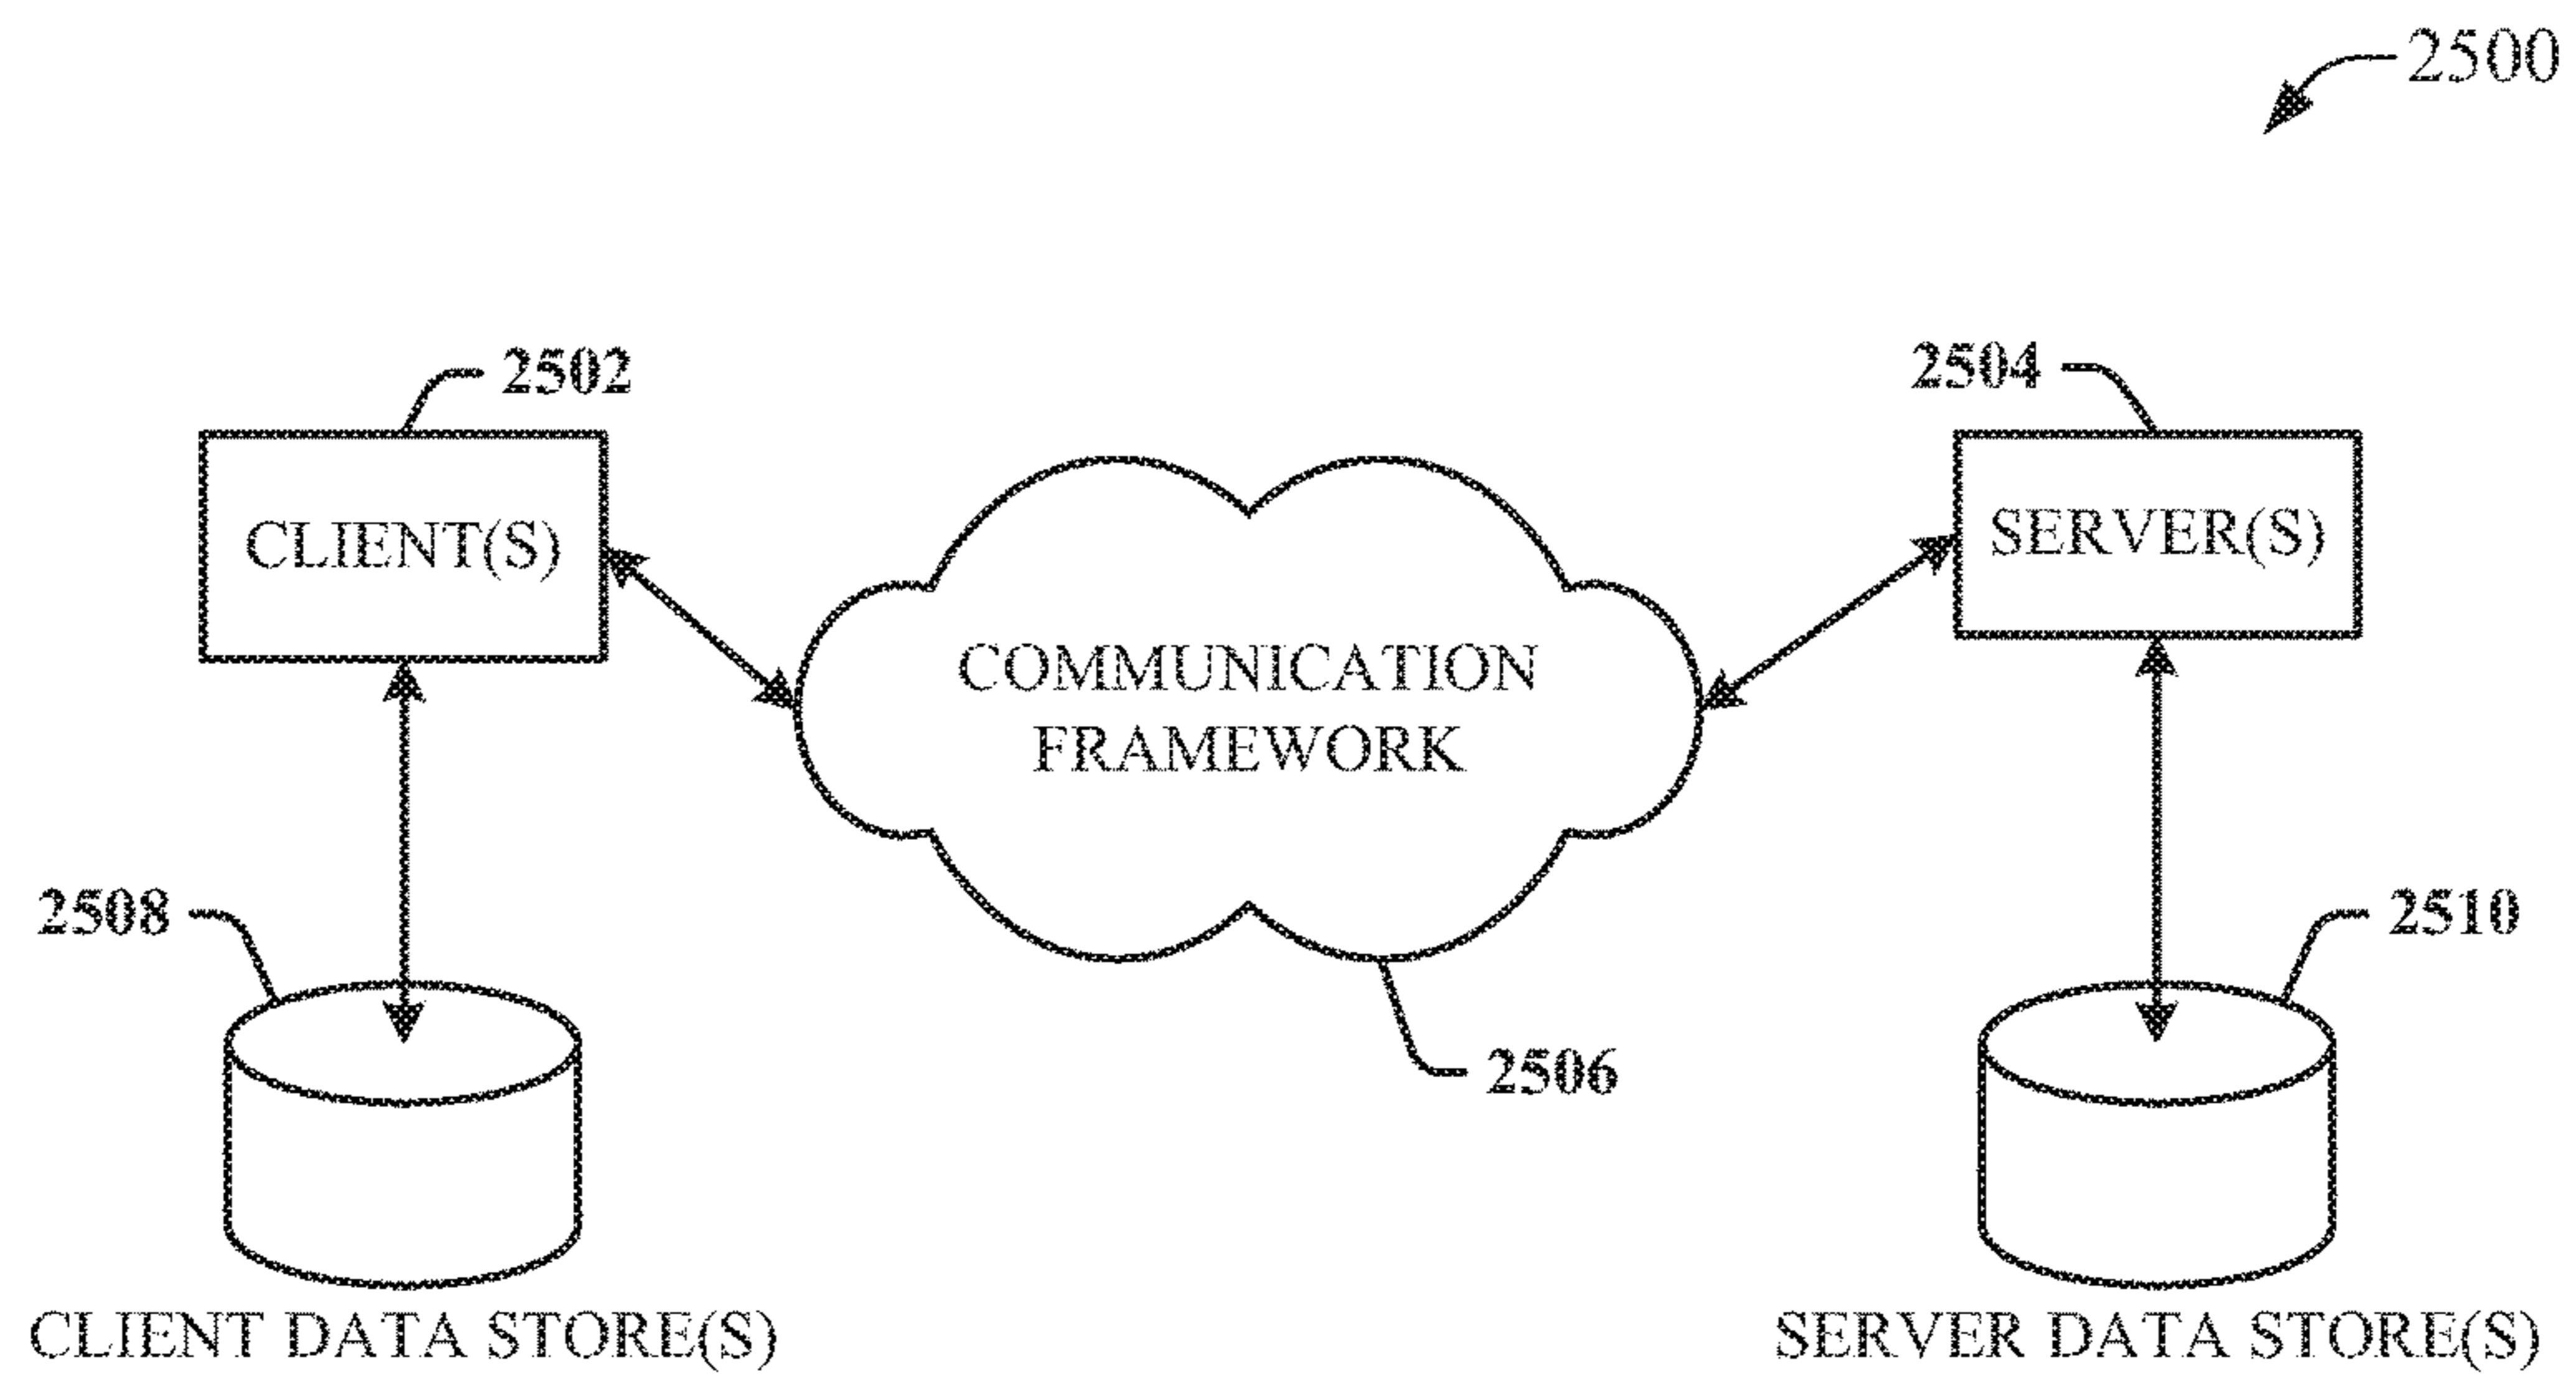 2500
2502
2504
CLIENT(S)
SERVER(S)
COMMUNICATION
FRAMEWORK
2508
2510
2506
CLIENT DATA STORE(S)
SERVER DATA STORE(S)